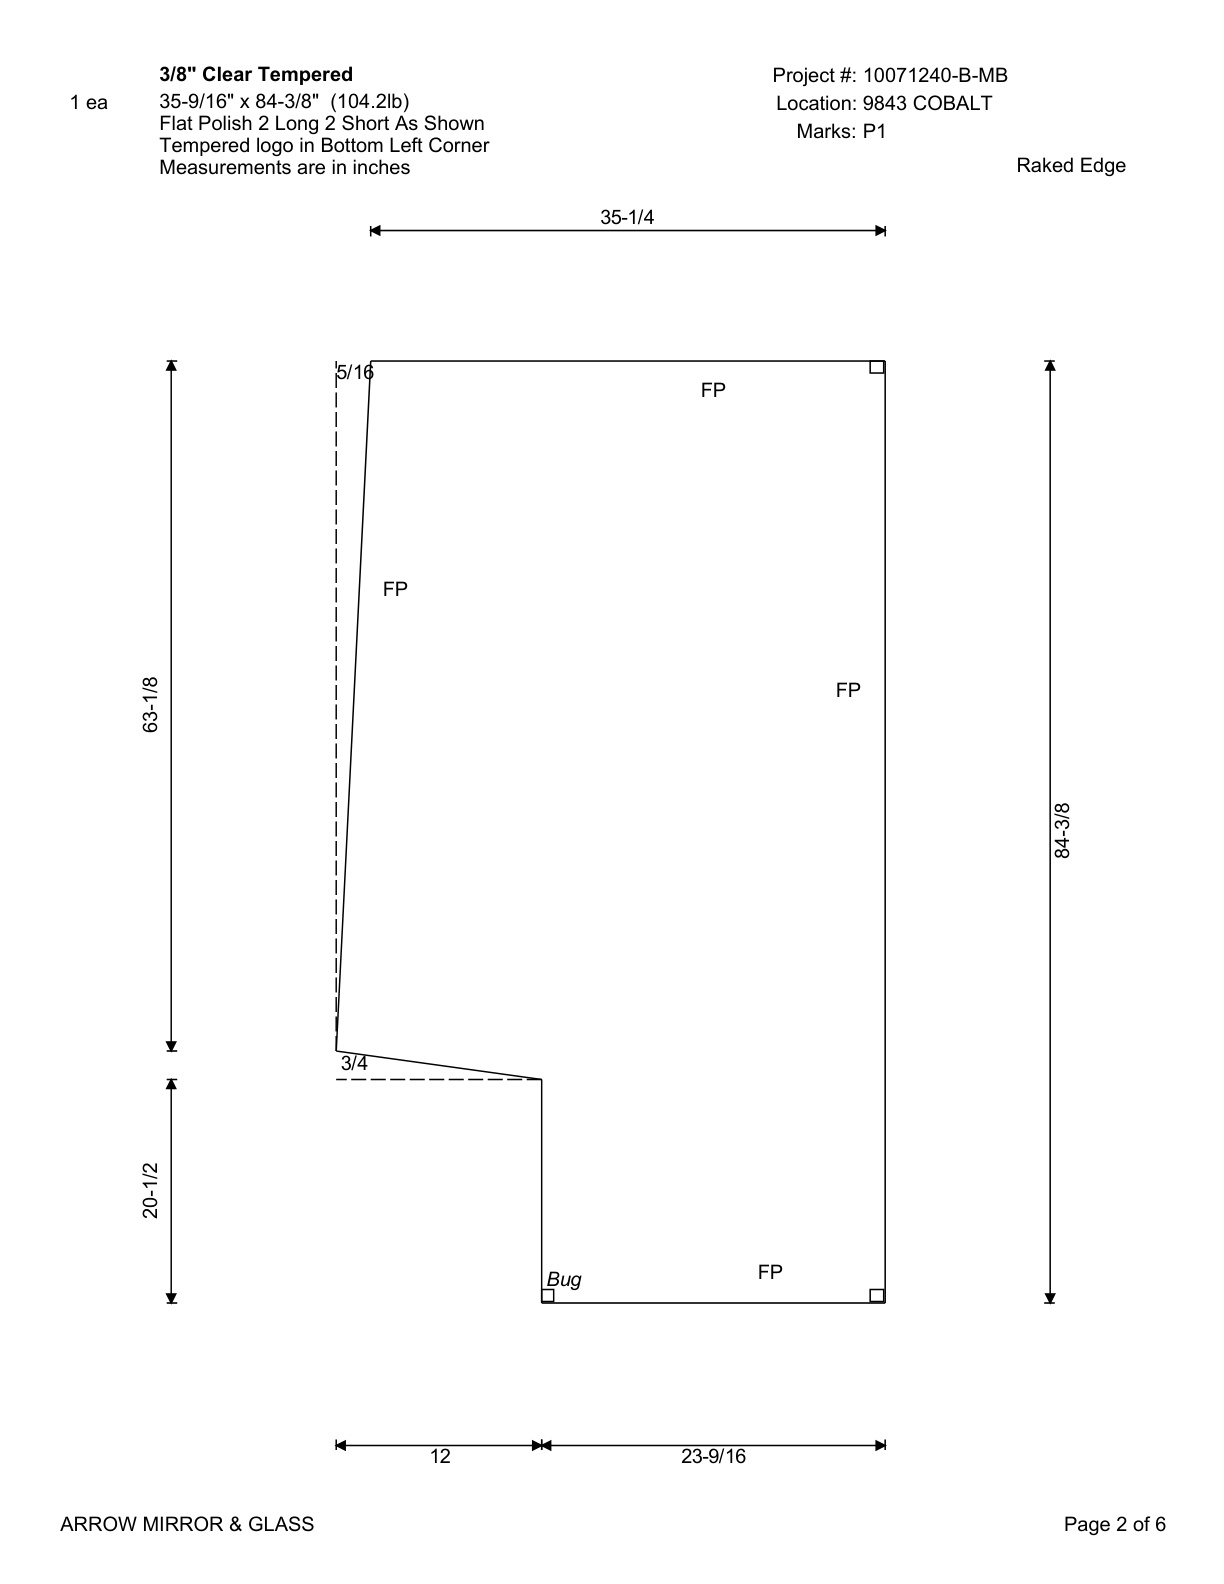 3/8" Clear Tempered
1 ea
35-9/16" x 84-3/8"  (104.2lb)
Flat Polish 2 Long 2 Short As Shown
Tempered logo in Bottom Left Corner
Measurements are in inches
Project #: 10071240-B-MB
Location: 9843 COBALT
Marks: P1
Raked Edge
35-1/4
5/16
FP
FP
FP
63-1/8
84-3/8
3/4
20-1/2
Bug
FP
12
23-9/16
ARROW MIRROR & GLASS
Page 2 of 6